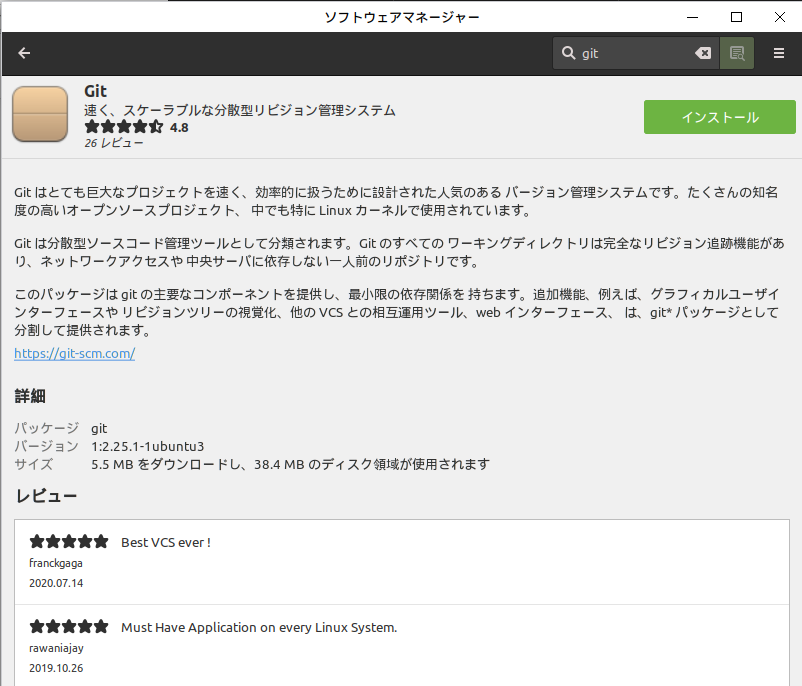 ソフトウェアマネージャー
git
Git
速く、スケーラブルな分散型リビジョン管理システム
4.8
26 レビュー
インストール
Git はとても巨大なプロジェクトを速く、効率的に扱うために設計された人気のある バージョン管理システムです。たくさんの知名
度の高いオープンソースプロジェクト、 中でも特に Linux カーネルで使用されています。
Git は分散型ソースコード管理ツールとして分類されます。Git のすべての ワーキングディレクトリは完全なリビジョン追跡機能があ
り、ネットワークアクセスや 中央サーバに依存しない一人前のリポジトリです。
このパッケージは git の主要なコンポーネントを提供し、最小限の依存関係を 持ちます。追加機能、例えば、グラフィカルユーザイ
ンターフェースや リビジョンツリーの視覚化、他の VCS との相互運用ツール、web インターフェース、 は、git* パッケージとして
分割して提供されます。
https://git-scm.com/
詳細
パッケージ git
バージョン 1:2.25.1-1ubuntu3
サイズ 5.5 MB をダウンロードし、38.4 MB のディスク領域が使用されます
レビュー
Best VCS ever !
franckgaga
2020.07.14
Must Have Application on every Linux System.
rawaniajay
2019.10.26